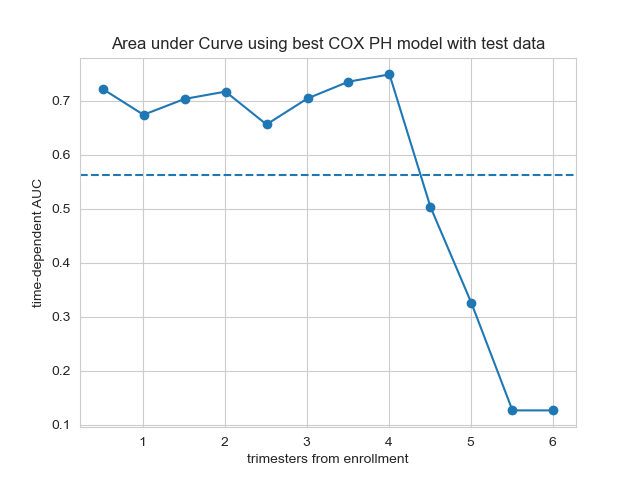 Area under Curve using best COX PH model with test data
time-dependent AUC
0.7
0.6
0.5
0.4
0.3
0.2
0.1
1 2 3 4 5 6
trimesters from enrollment